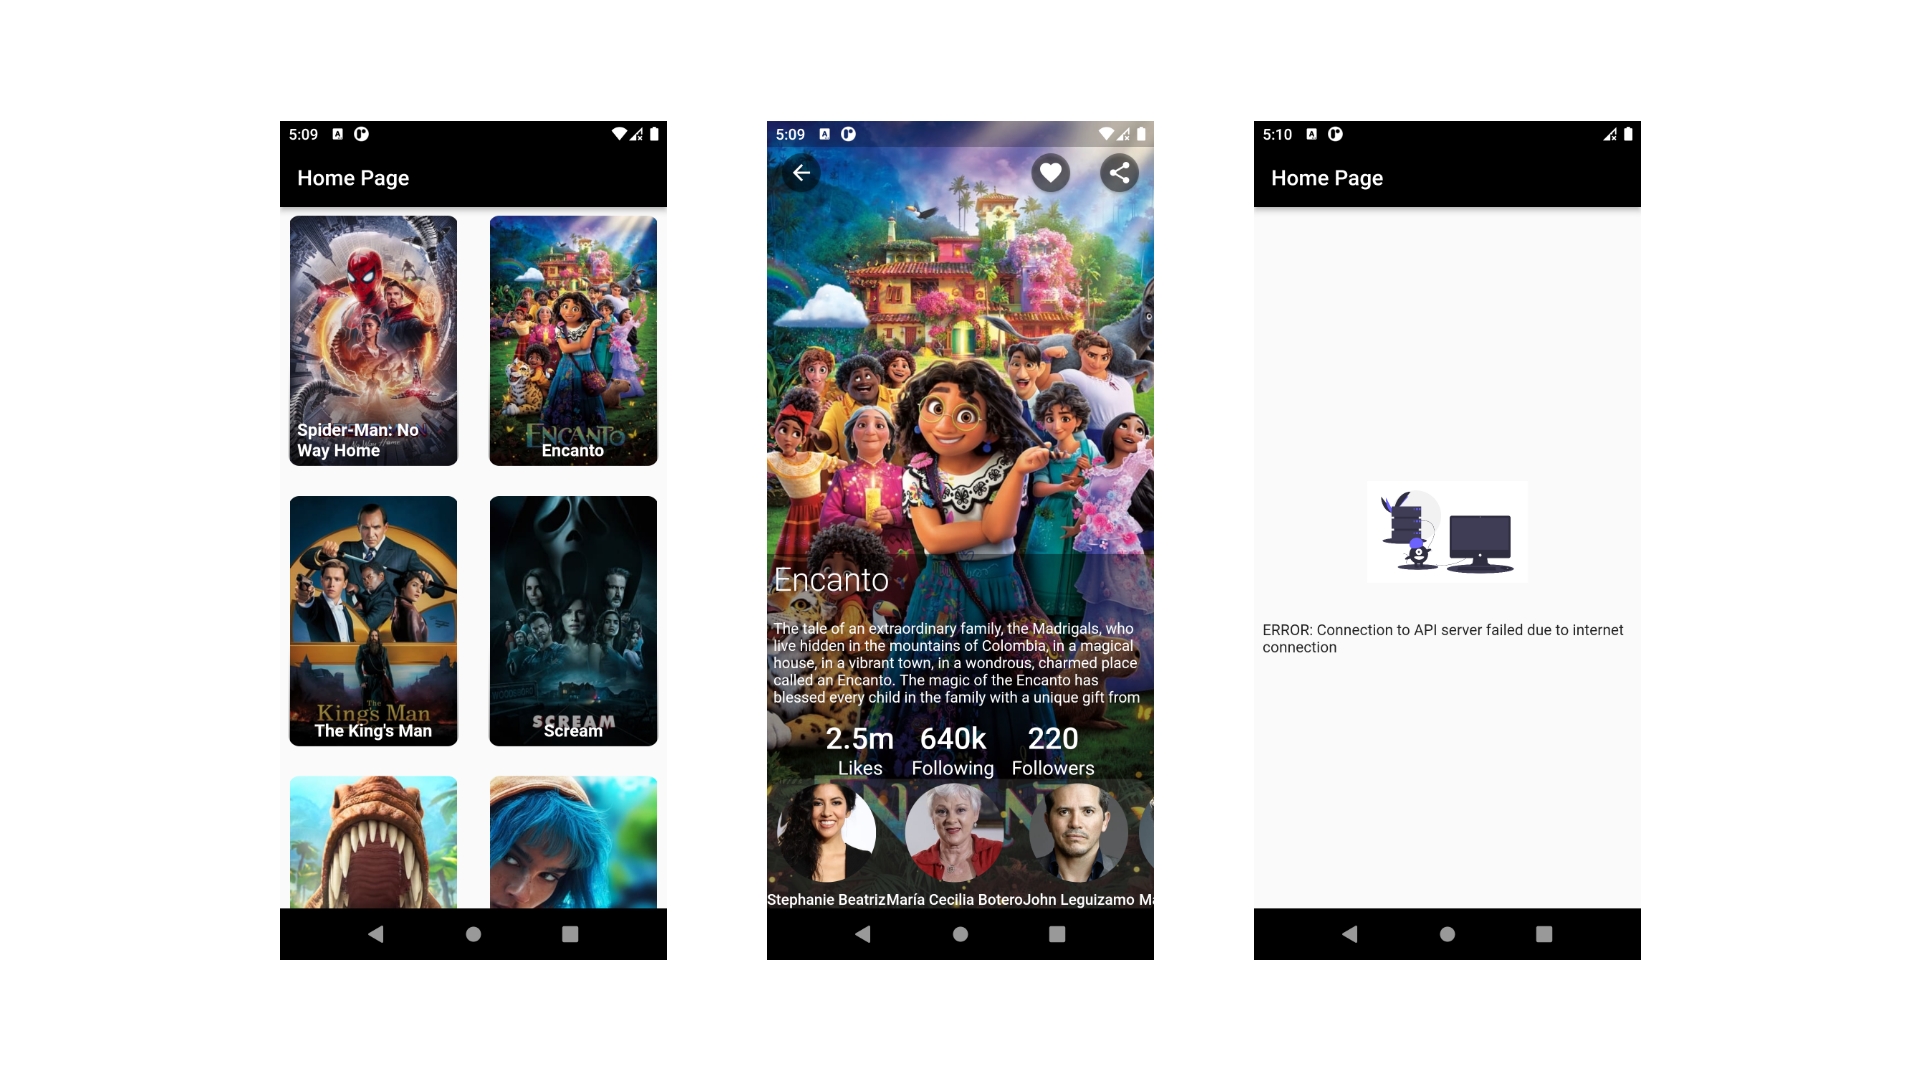 5:09
Home Page
Spider-Man: No
Way Home
ENCANTO
Encanto
The
King's Man
The King's Man
SCREAM
Scream
5:09
Encanto
The tale of an extraordinary family, the Madrigals, who
live hidden in the mountains of Colombia, in a magical
house, in a vibrant town, in a wondrous, charmed place
called an Encanto. The magic of the Encanto has
blessed every child in the family with a unique gift from
2.5m 640k 220
Likes Following Followers
Stephanie Beatriz María Cecilia Botero John Leguizamo Ma
5:10
Home Page
ERROR: Connection to API server failed due to internet
connection